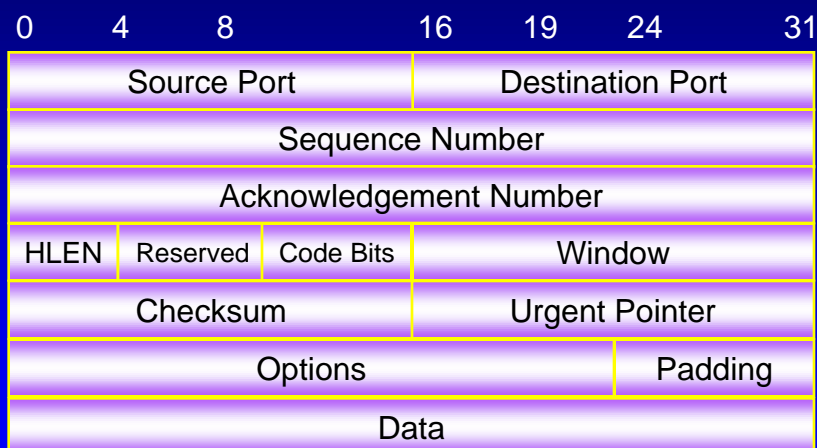 0 4 8 16 19 24 31
Source Port Destination Port
Sequence Number
Acknowledgement Number
HLEN Reserved Code Bits Window
Checksum Urgent Pointer
Options Padding
Data